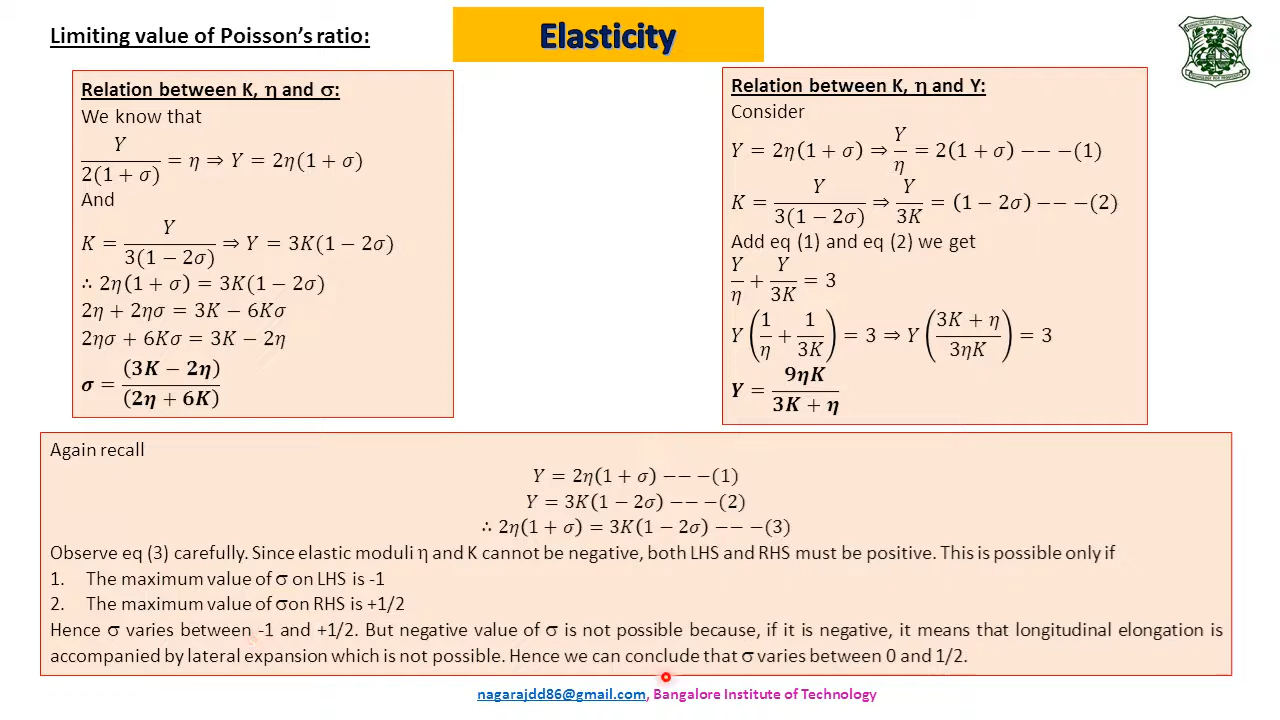 Limiting value of Poisson’s ratio:
Elasticity
Relation between K, η and σ:
We know that
Y/2(1 + σ) = η ⇒ Y = 2η(1 + σ)
And
K = Y/3(1 − 2σ) ⇒ Y = 3K(1 − 2σ)
∴ 2η(1 + σ) = 3K(1 − 2σ)
2η + 2ησ = 3K − 6Kσ
2ησ + 6Kσ = 3K − 2η
σ = (3K − 2η)/(2η + 6K)
Relation between K, η and Y:
Consider
Y = 2η(1 + σ) ⇒ Y/η = 2(1 + σ) −− −(1)
K = Y/3(1 − 2σ) ⇒ Y/3K = (1 − 2σ) −− −(2)
Add eq (1) and eq (2) we get
Y/η + Y/3K = 3
Y(1/η + 1/3K) = 3 ⇒ Y(3K + η/3ηK) = 3
Y = 9ηK/3K + η
Again recall
Y = 2η(1 + σ) −− −(1)
Y = 3K(1 − 2σ) −− −(2)
∴ 2η(1 + σ) = 3K(1 − 2σ) −− −(3)
Observe eq (3) carefully. Since elastic moduli η and K cannot be negative, both LHS and RHS must be positive. This is possible only if
1. The maximum value of σ on LHS is -1
2. The maximum value of σon RHS is +1/2
Hence σ varies between -1 and +1/2. But negative value of σ is not possible because, if it is negative, it means that longitudinal elongation is
accompanied by lateral expansion which is not possible. Hence we can conclude that σ varies between 0 and 1/2.
nagarajdd86@gmail.com, Bangalore Institute of Technology